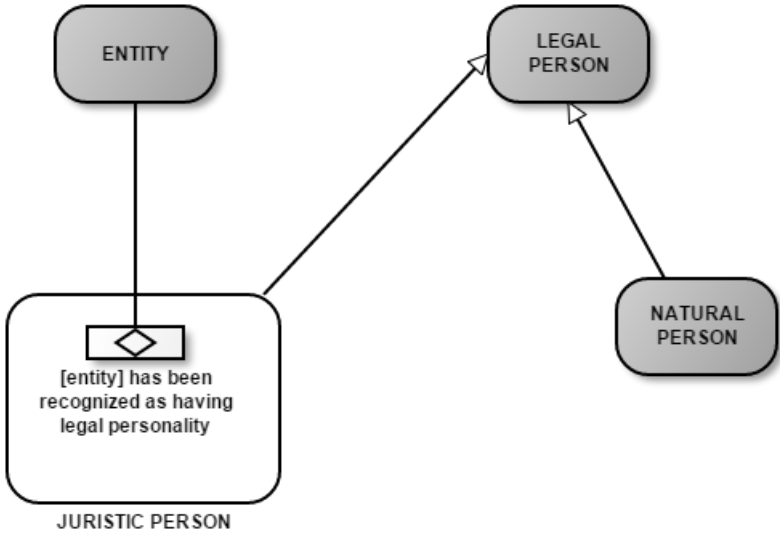 ENTITY
LEGAL
PERSON
NATURAL
PERSON
[entity] has been
recognized as having
legal personality
JURISTIC PERSON